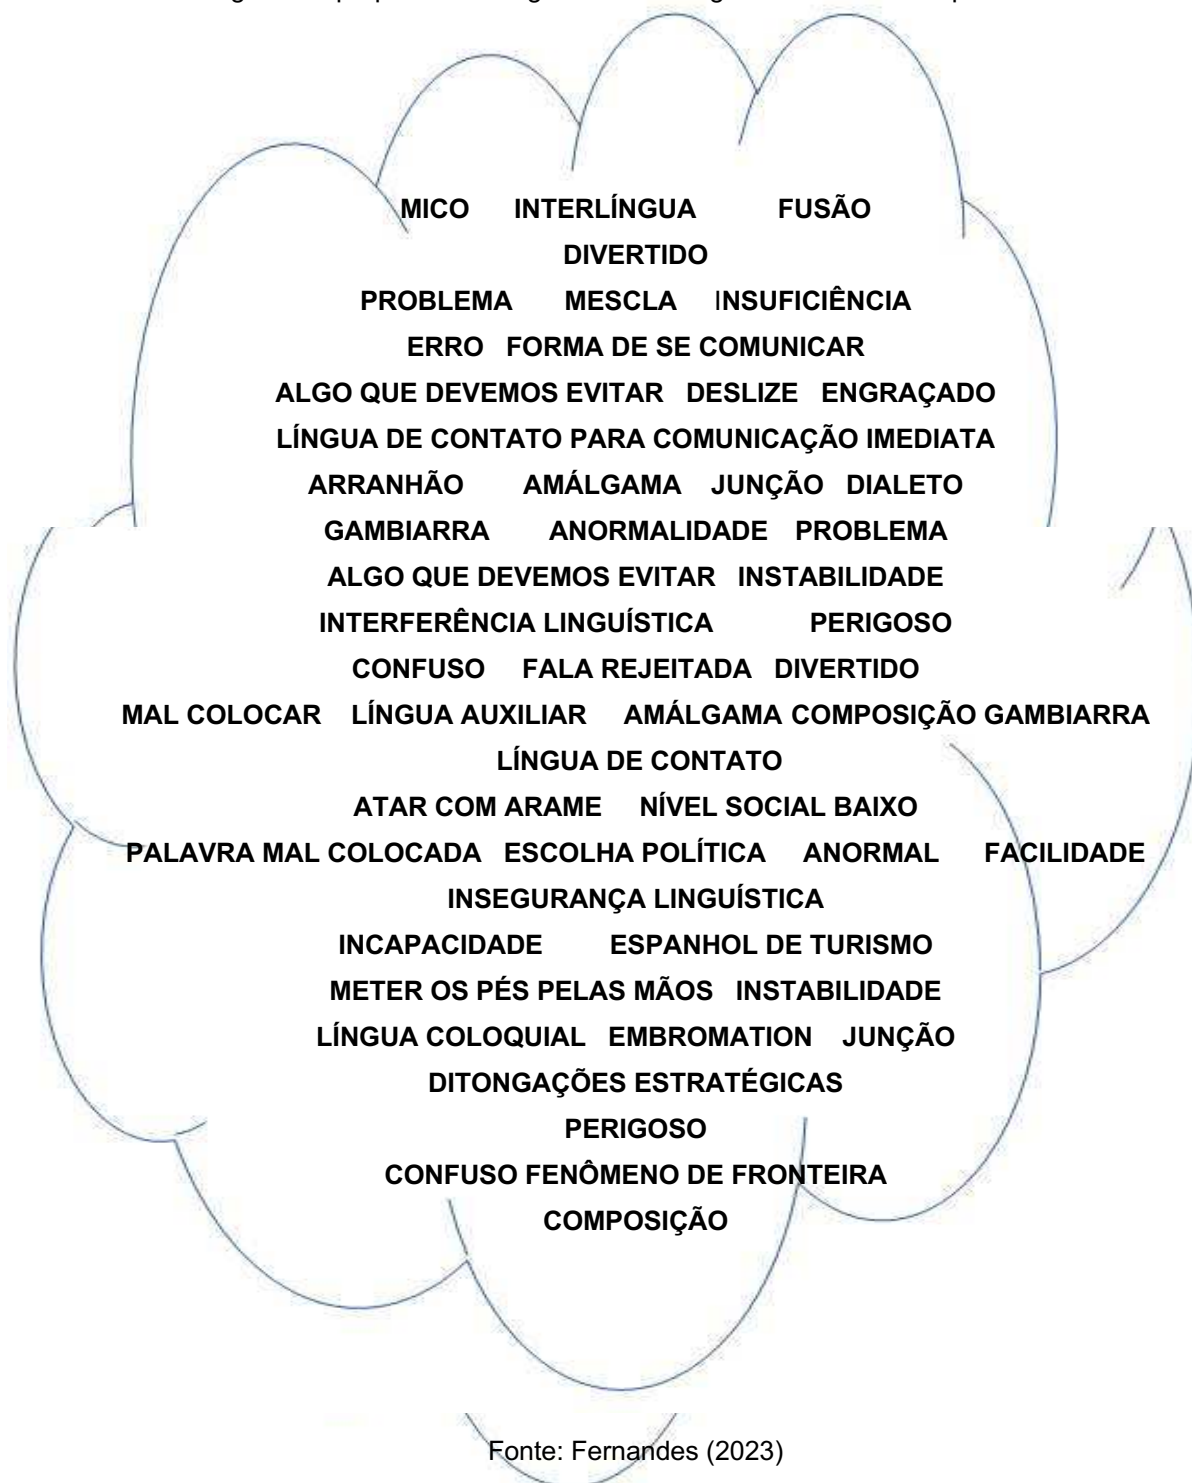 MICO INTERLÍNGUA FUSÃO
DIVERTIDO
PROBLEMA MESCLA INSUFICIÊNCIA
ERRO FORMA DE SE COMUNICAR
ALGO QUE DEVEMOS EVITAR DESLIZE ENGRAÇADO
LÍNGUA DE CONTATO PARA COMUNICAÇÃO IMEDIATA
ARRANHÃO AMÁLGAMA JUNÇÃO DIALETO
GAMBIARRA ANORMALIDADE PROBLEMA
ALGO QUE DEVEMOS EVITAR INSTABILIDADE
INTERFERÊNCIA LINGUÍSTICA PERIGOSO
CONFUSO FALA REJEITADA DIVERTIDO
MAL COLOCAR LÍNGUA AUXILIAR AMÁLGAMA COMPOSIÇÃO GAMBIARRA
LÍNGUA DE CONTATO
ATAR COM ARAME NÍVEL SOCIAL BAIXO
PALAVRA MAL COLOCADA ESCOLHA POLÍTICA ANORMAL FACILIDADE
INSEGURANÇA LINGUÍSTICA
INCAPACIDADE ESPANHOL DE TURISMO
METER OS PÉS PELAS MÃOS INSTABILIDADE
LÍNGUA COLOQUIAL EMBROMATION JUNÇÃO
DITONGAÇÕES ESTRATÉGICAS
PERIGOSO
CONFUSO FENÔMENO DE FRONTEIRA
COMPOSIÇÃO
Fonte: Fernandes (2023)